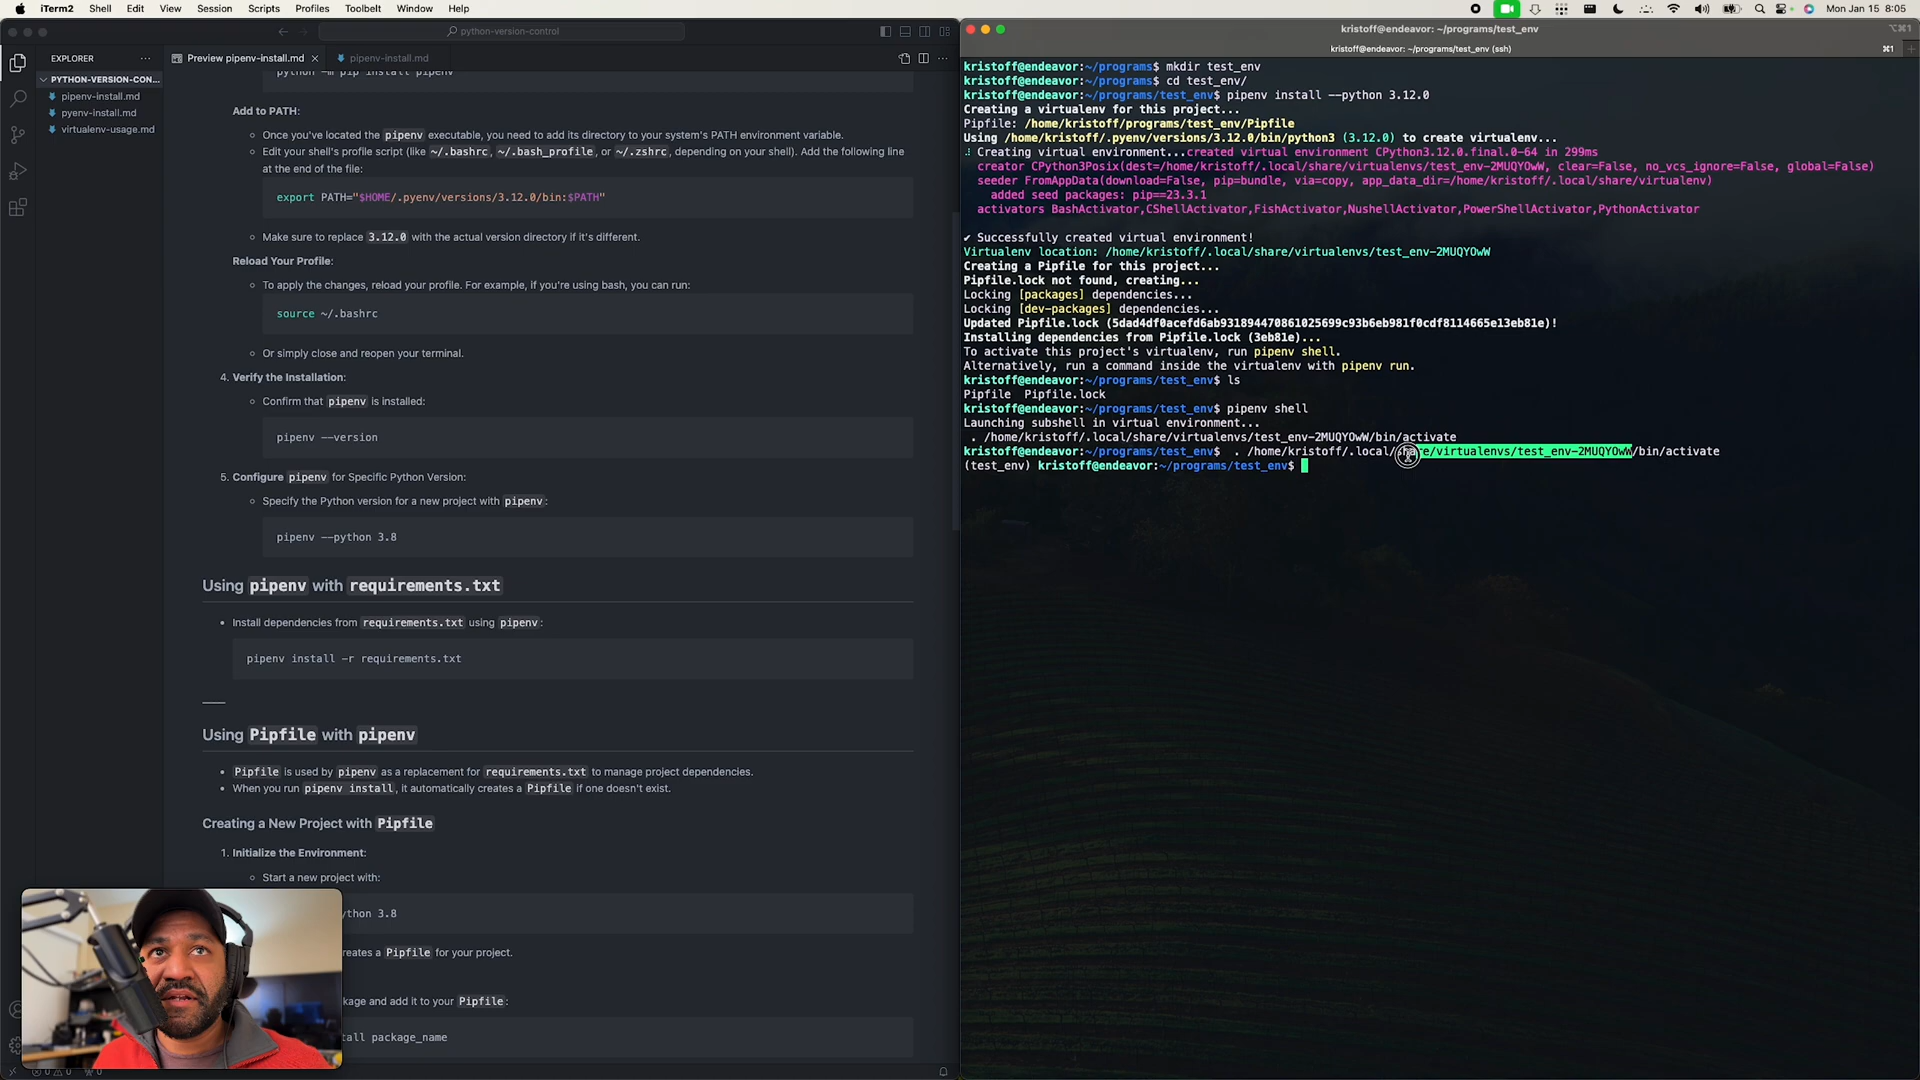 iTerm2 Shell Edit View Session Scripts Profiles Toolbelt Window Help
Mon Jan 15 8:05
python-version-control
EXPLORER
PYTHON-VERSION-CON...
pipenv-install.md
pyenv-install.md
virtualenv-usage.md
Preview pipenv-install.md
pipenv-install.md
python -m pip install pipenv
Add to PATH:
Once you've located the pipenv executable, you need to add its directory to your system's PATH environment variable.
Edit your shell's profile script (like ~/.bashrc, ~/.bash_profile, or ~/.zshrc, depending on your shell). Add the following line
at the end of the file:
export PATH="$HOME/.pyenv/versions/3.12.0/bin:$PATH"
Make sure to replace 3.12.0 with the actual version directory if it's different.
Reload Your Profile:
To apply the changes, reload your profile. For example, if you're using bash, you can run:
source ~/.bashrc
Or simply close and reopen your terminal.
4. Verify the Installation:
Confirm that pipenv is installed:
pipenv --version
5. Configure pipenv for Specific Python Version:
Specify the Python version for a new project with pipenv:
pipenv --python 3.8
Using pipenv with requirements.txt
Install dependencies from requirements.txt using pipenv:
pipenv install -r requirements.txt
Using Pipfile with pipenv
Pipfile is used by pipenv as a replacement for requirements.txt to manage project dependencies.
When you run pipenv install, it automatically creates a Pipfile if one doesn't exist.
Creating a New Project with Pipfile
1. Initialize the Environment:
Start a new project with:
ython 3.8
reates a Pipfile for your project.
kage and add it to your Pipfile:
tall package_name
kristoff@endeavor: ~/programs/test_env
⌥⌘1
kristoff@endeavor: ~/programs/test_env (ssh)
⌘1
kristoff@endeavor:~/programs$ mkdir test_env
kristoff@endeavor:~/programs$ cd test_env/
kristoff@endeavor:~/programs/test_env$ pipenv install --python 3.12.0
Creating a virtualenv for this project...
Pipfile: /home/kristoff/programs/test_env/Pipfile
Using /home/kristoff/.pyenv/versions/3.12.0/bin/python3 (3.12.0) to create virtualenv...
Creating virtual environment...created virtual environment CPython3.12.0.final.0-64 in 299ms
creator CPython3Posix(dest=/home/kristoff/.local/share/virtualenvs/test_env-2MUQYOwW, clear=False, no_vcs_ignore=False, global=False)
seeder FromAppData(download=False, pip=bundle, via=copy, app_data_dir=/home/kristoff/.local/share/virtualenv)
added seed packages: pip==23.3.1
activators BashActivator,CShellActivator,FishActivator,NushellActivator,PowerShellActivator,PythonActivator
✔ Successfully created virtual environment!
Virtualenv location: /home/kristoff/.local/share/virtualenvs/test_env-2MUQYOwW
Creating a Pipfile for this project...
Pipfile.lock not found, creating...
Locking [packages] dependencies...
Locking [dev-packages] dependencies...
Updated Pipfile.lock (5dad4df0acefd6ab931894470861025699c93b6eb981f0cdf8114665e13eb81e)!
Installing dependencies from Pipfile.lock (3eb81e)...
To activate this project's virtualenv, run pipenv shell.
Alternatively, run a command inside the virtualenv with pipenv run.
kristoff@endeavor:~/programs/test_env$ ls
Pipfile  Pipfile.lock
kristoff@endeavor:~/programs/test_env$ pipenv shell
Launching subshell in virtual environment...
. /home/kristoff/.local/share/virtualenvs/test_env-2MUQYOwW/bin/activate
kristoff@endeavor:~/programs/test_env$  . /home/kristoff/.local/share/virtualenvs/test_env-2MUQYOwW/bin/activate
(test_env) kristoff@endeavor:~/programs/test_env$